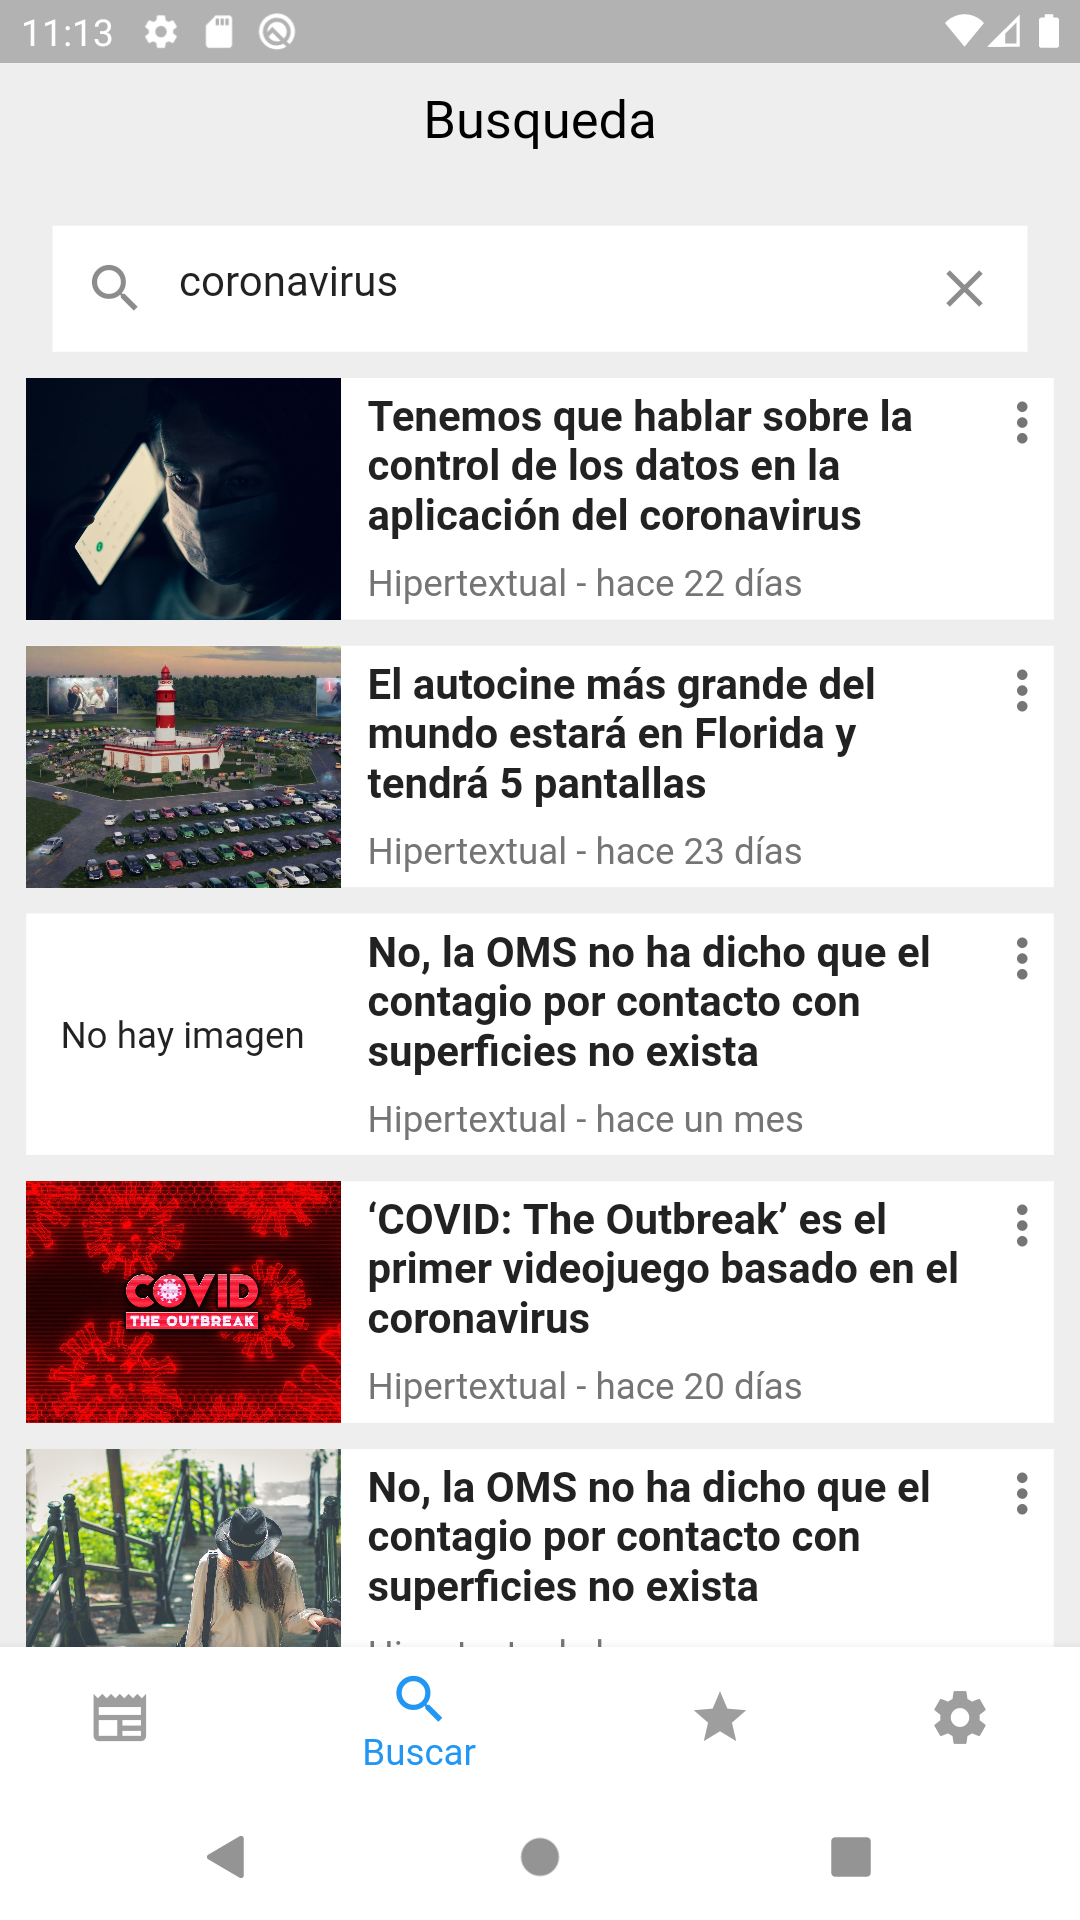 11:13
Busqueda
coronavirus
Tenemos que hablar sobre la
control de los datos en la
aplicación del coronavirus
Hipertextual - hace 22 días
El autocine más grande del
mundo estará en Florida y
tendrá 5 pantallas
Hipertextual - hace 23 días
No hay imagen
No, la OMS no ha dicho que el
contagio por contacto con
superficies no exista
Hipertextual - hace un mes
COVID
THE OUTBREAK
‘COVID: The Outbreak’ es el
primer videojuego basado en el
coronavirus
Hipertextual - hace 20 días
No, la OMS no ha dicho que el
contagio por contacto con
superficies no exista
Buscar